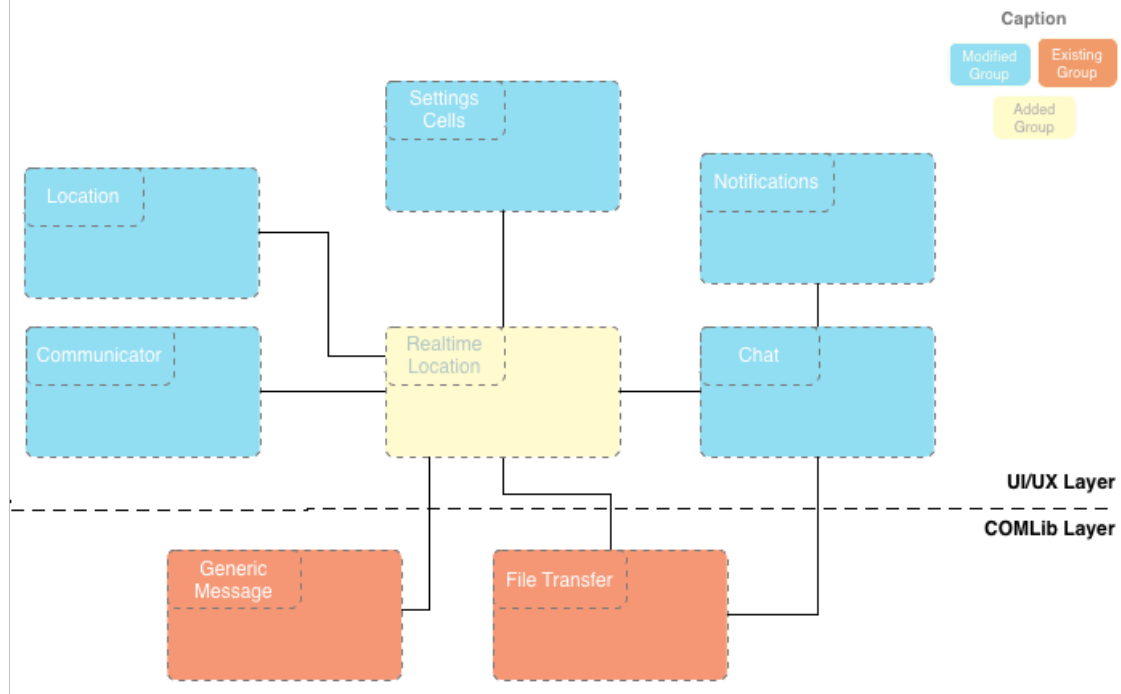 Caption
Modified
Group
Existing
Group
Added
Group
Settings
Cells
Notifications
Location
Communicator
Realtime
Location
Chat
UI/UX Layer
COMLib Layer
Generic
Message
File Transfer